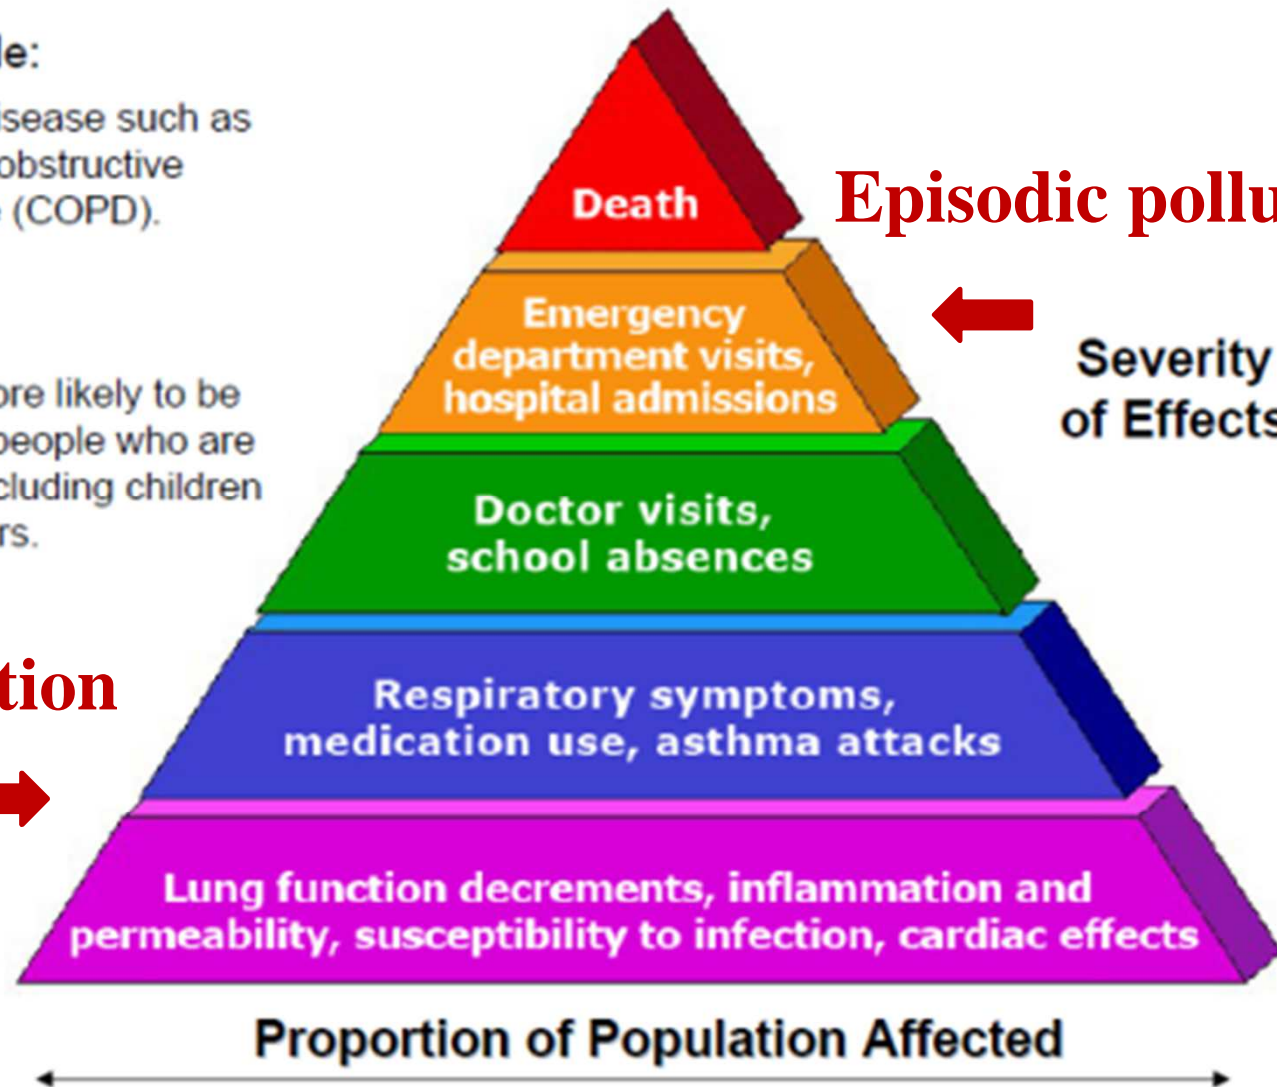 le:
isease such as
obstructive
e (COPD).
ore likely to be
people who are
cluding children
rs.
tion
Death
Emergency
department visits,
hospital admissions
Doctor visits,
school absences
Respiratory symptoms,
medication use, asthma attacks
Lung function decrements, inflammation and
permeability, susceptibility to infection, cardiac effects
Episodic pollu
Severity
of Effects
Proportion of Population Affected